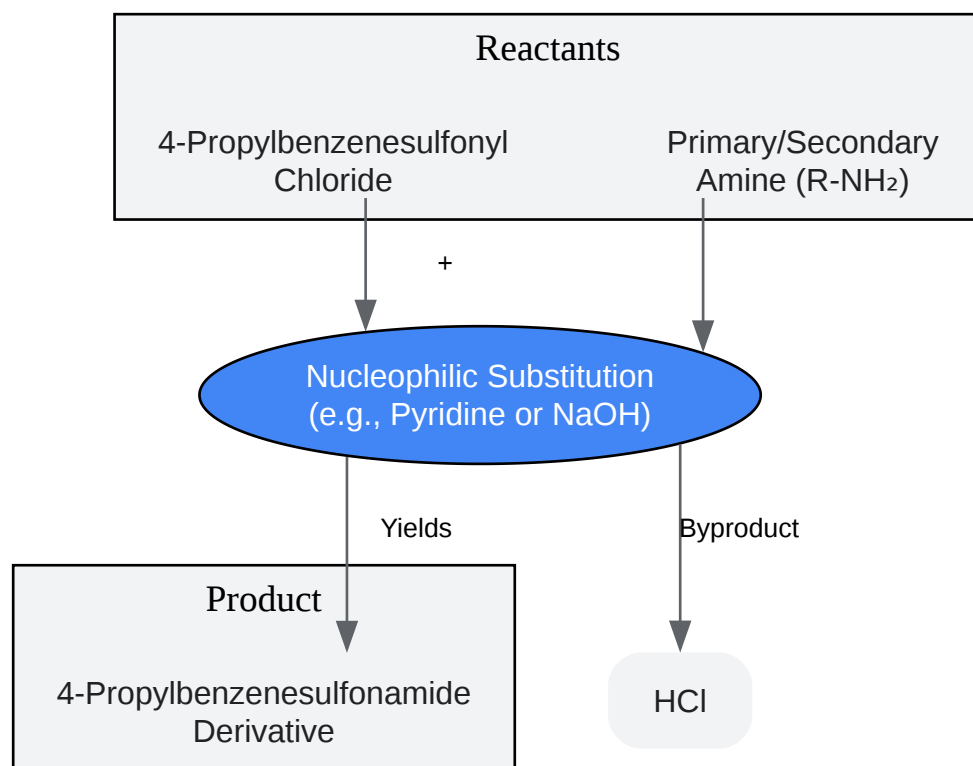 Reactants
4-Propylbenzenesulfonyl
Chloride
Primary/Secondary
Amine (R-NH₂)
+
Nucleophilic Substitution
(e.g., Pyridine or NaOH)
Yields
Byproduct
Product
4-Propylbenzenesulfonamide
Derivative
HCl